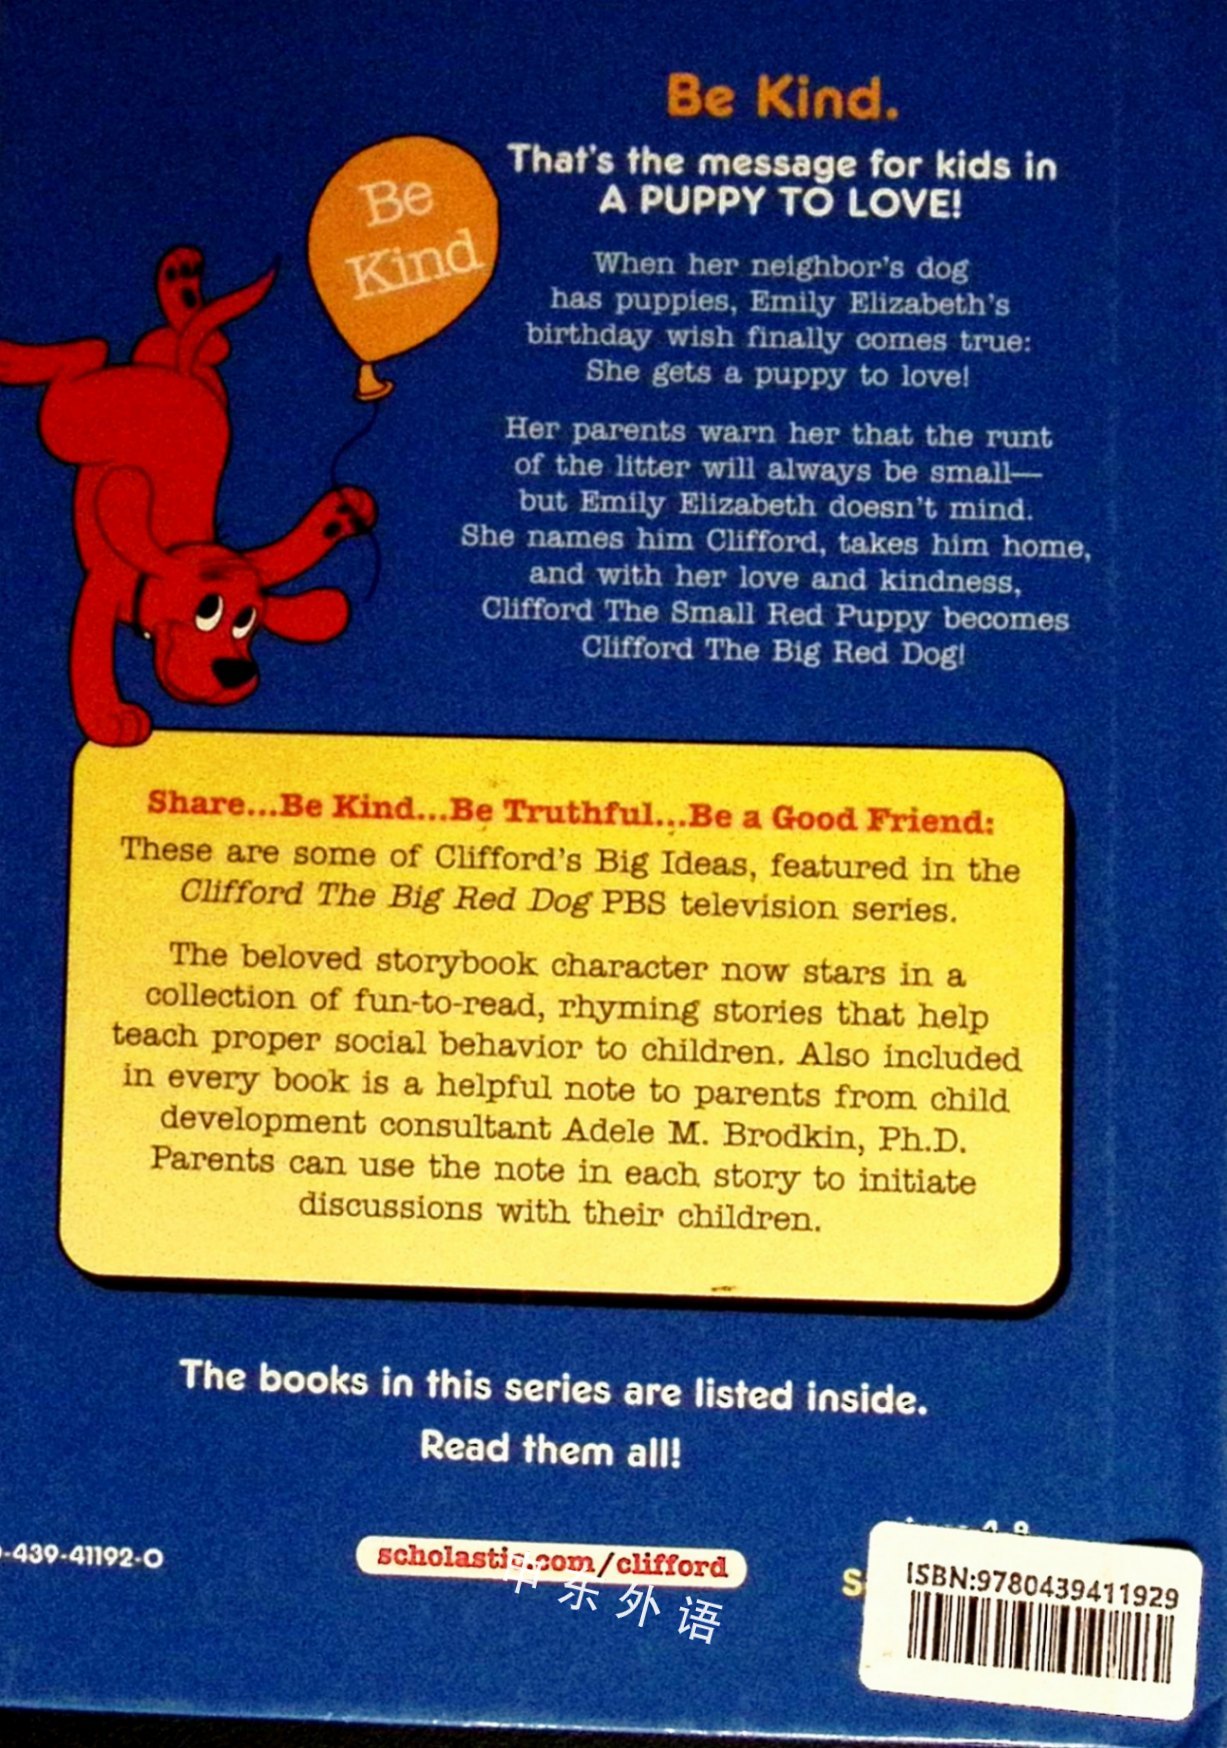 Be Kind.
That's the message for kids in
A PUPPY TO LOVE!
Be
Kind
When her neighbor's dog
has puppies, Emily Elizabeth's
birthday wish finally comes true:
She gets a puppy to love!
Her parents warn her that the runt
of the litter will always be small—
but Emily Elizabeth doesn't mind.
She names him Clifford, takes him home,
and with her love and kindness,
Clifford The Small Red Puppy becomes
Clifford The Big Red Dog!
Share...Be Kind...Be Truthful...Be a Good Friend:
These are some of Clifford's Big Ideas, featured in the
Clifford The Big Red Dog PBS television series.
The beloved storybook character now stars in a
collection of fun-to-read, rhyming stories that help
teach proper social behavior to children. Also included
in every book is a helpful note to parents from child
development consultant Adele M. Brodkin, Ph.D.
Parents can use the note in each story to initiate
discussions with their children.
The books in this series are listed inside.
Read them all!
-439-41192-0
scholastic.com/clifford
中东外语
ISBN:9780439411929